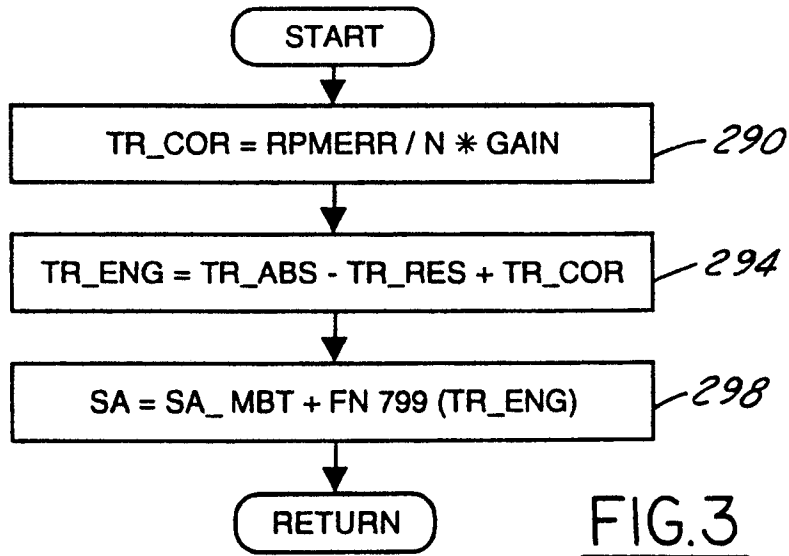 START
TR_COR = RPMERR / N * GAIN
290
TR_ENG = TR_ABS - TR_RES + TR_COR
294
SA = SA_ MBT + FN 799 (TR_ENG)
298
RETURN
FIG.3